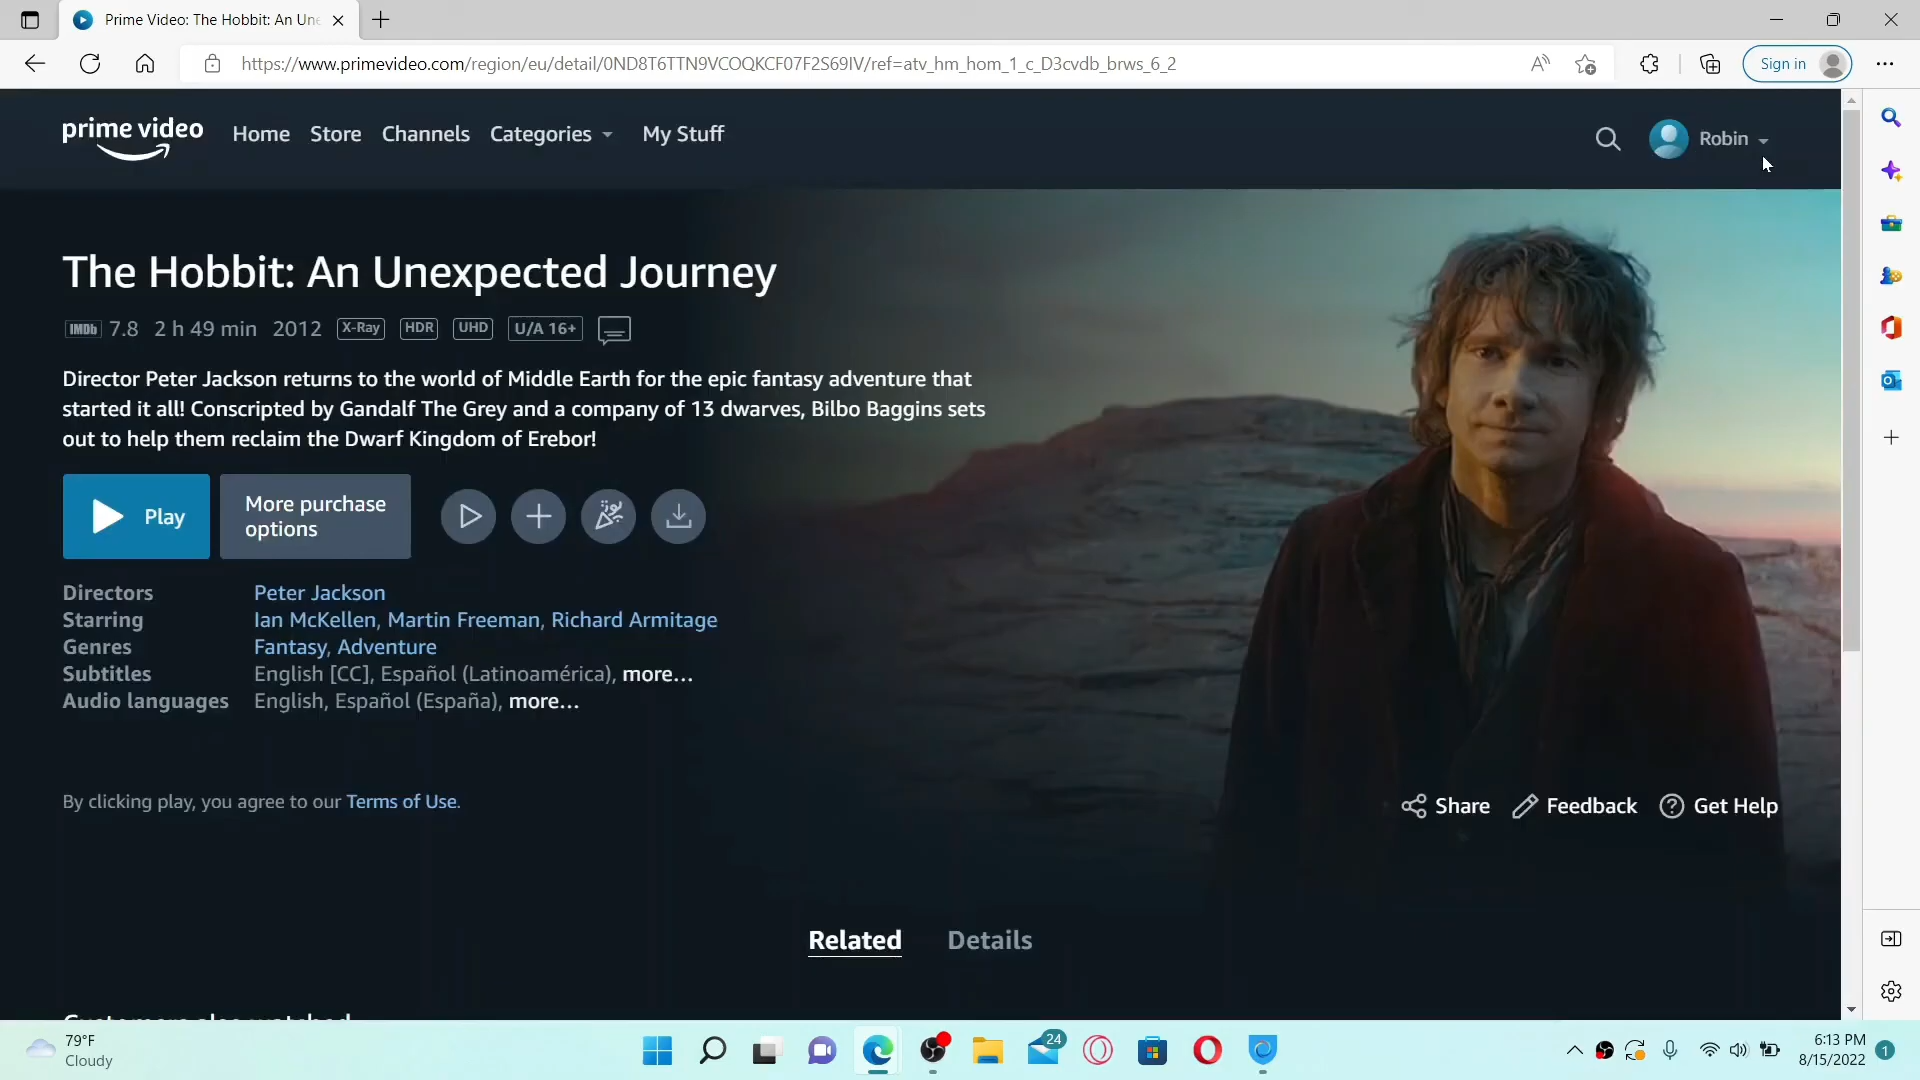 Prime Video: The Hobbit: An Une
https://www.primevideo.com/region/eu/detail/0ND8T6TTN9VCOQKCF07F2S69IV/ref=atv_hm_hom_1_c_D3cvdb_brws_6_2
Sign in
prime video
Home Store Channels Categories My Stuff
Robin
The Hobbit: An Unexpected Journey
IMDb 7.8 2 h 49 min 2012 X-Ray HDR UHD U/A 16+
Director Peter Jackson returns to the world of Middle Earth for the epic fantasy adventure that
started it all! Conscripted by Gandalf The Grey and a company of 13 dwarves, Bilbo Baggins sets
out to help them reclaim the Dwarf Kingdom of Erebor!
Play
More purchase
options
Directors Peter Jackson
Starring Ian McKellen, Martin Freeman, Richard Armitage
Genres Fantasy, Adventure
Subtitles English [CC], Español (Latinoamérica), more...
Audio languages English, Español (España), more...
By clicking play, you agree to our Terms of Use.
Share Feedback Get Help
Related Details
Customers also watched
79°F
Cloudy
24
6:13 PM
8/15/2022
1